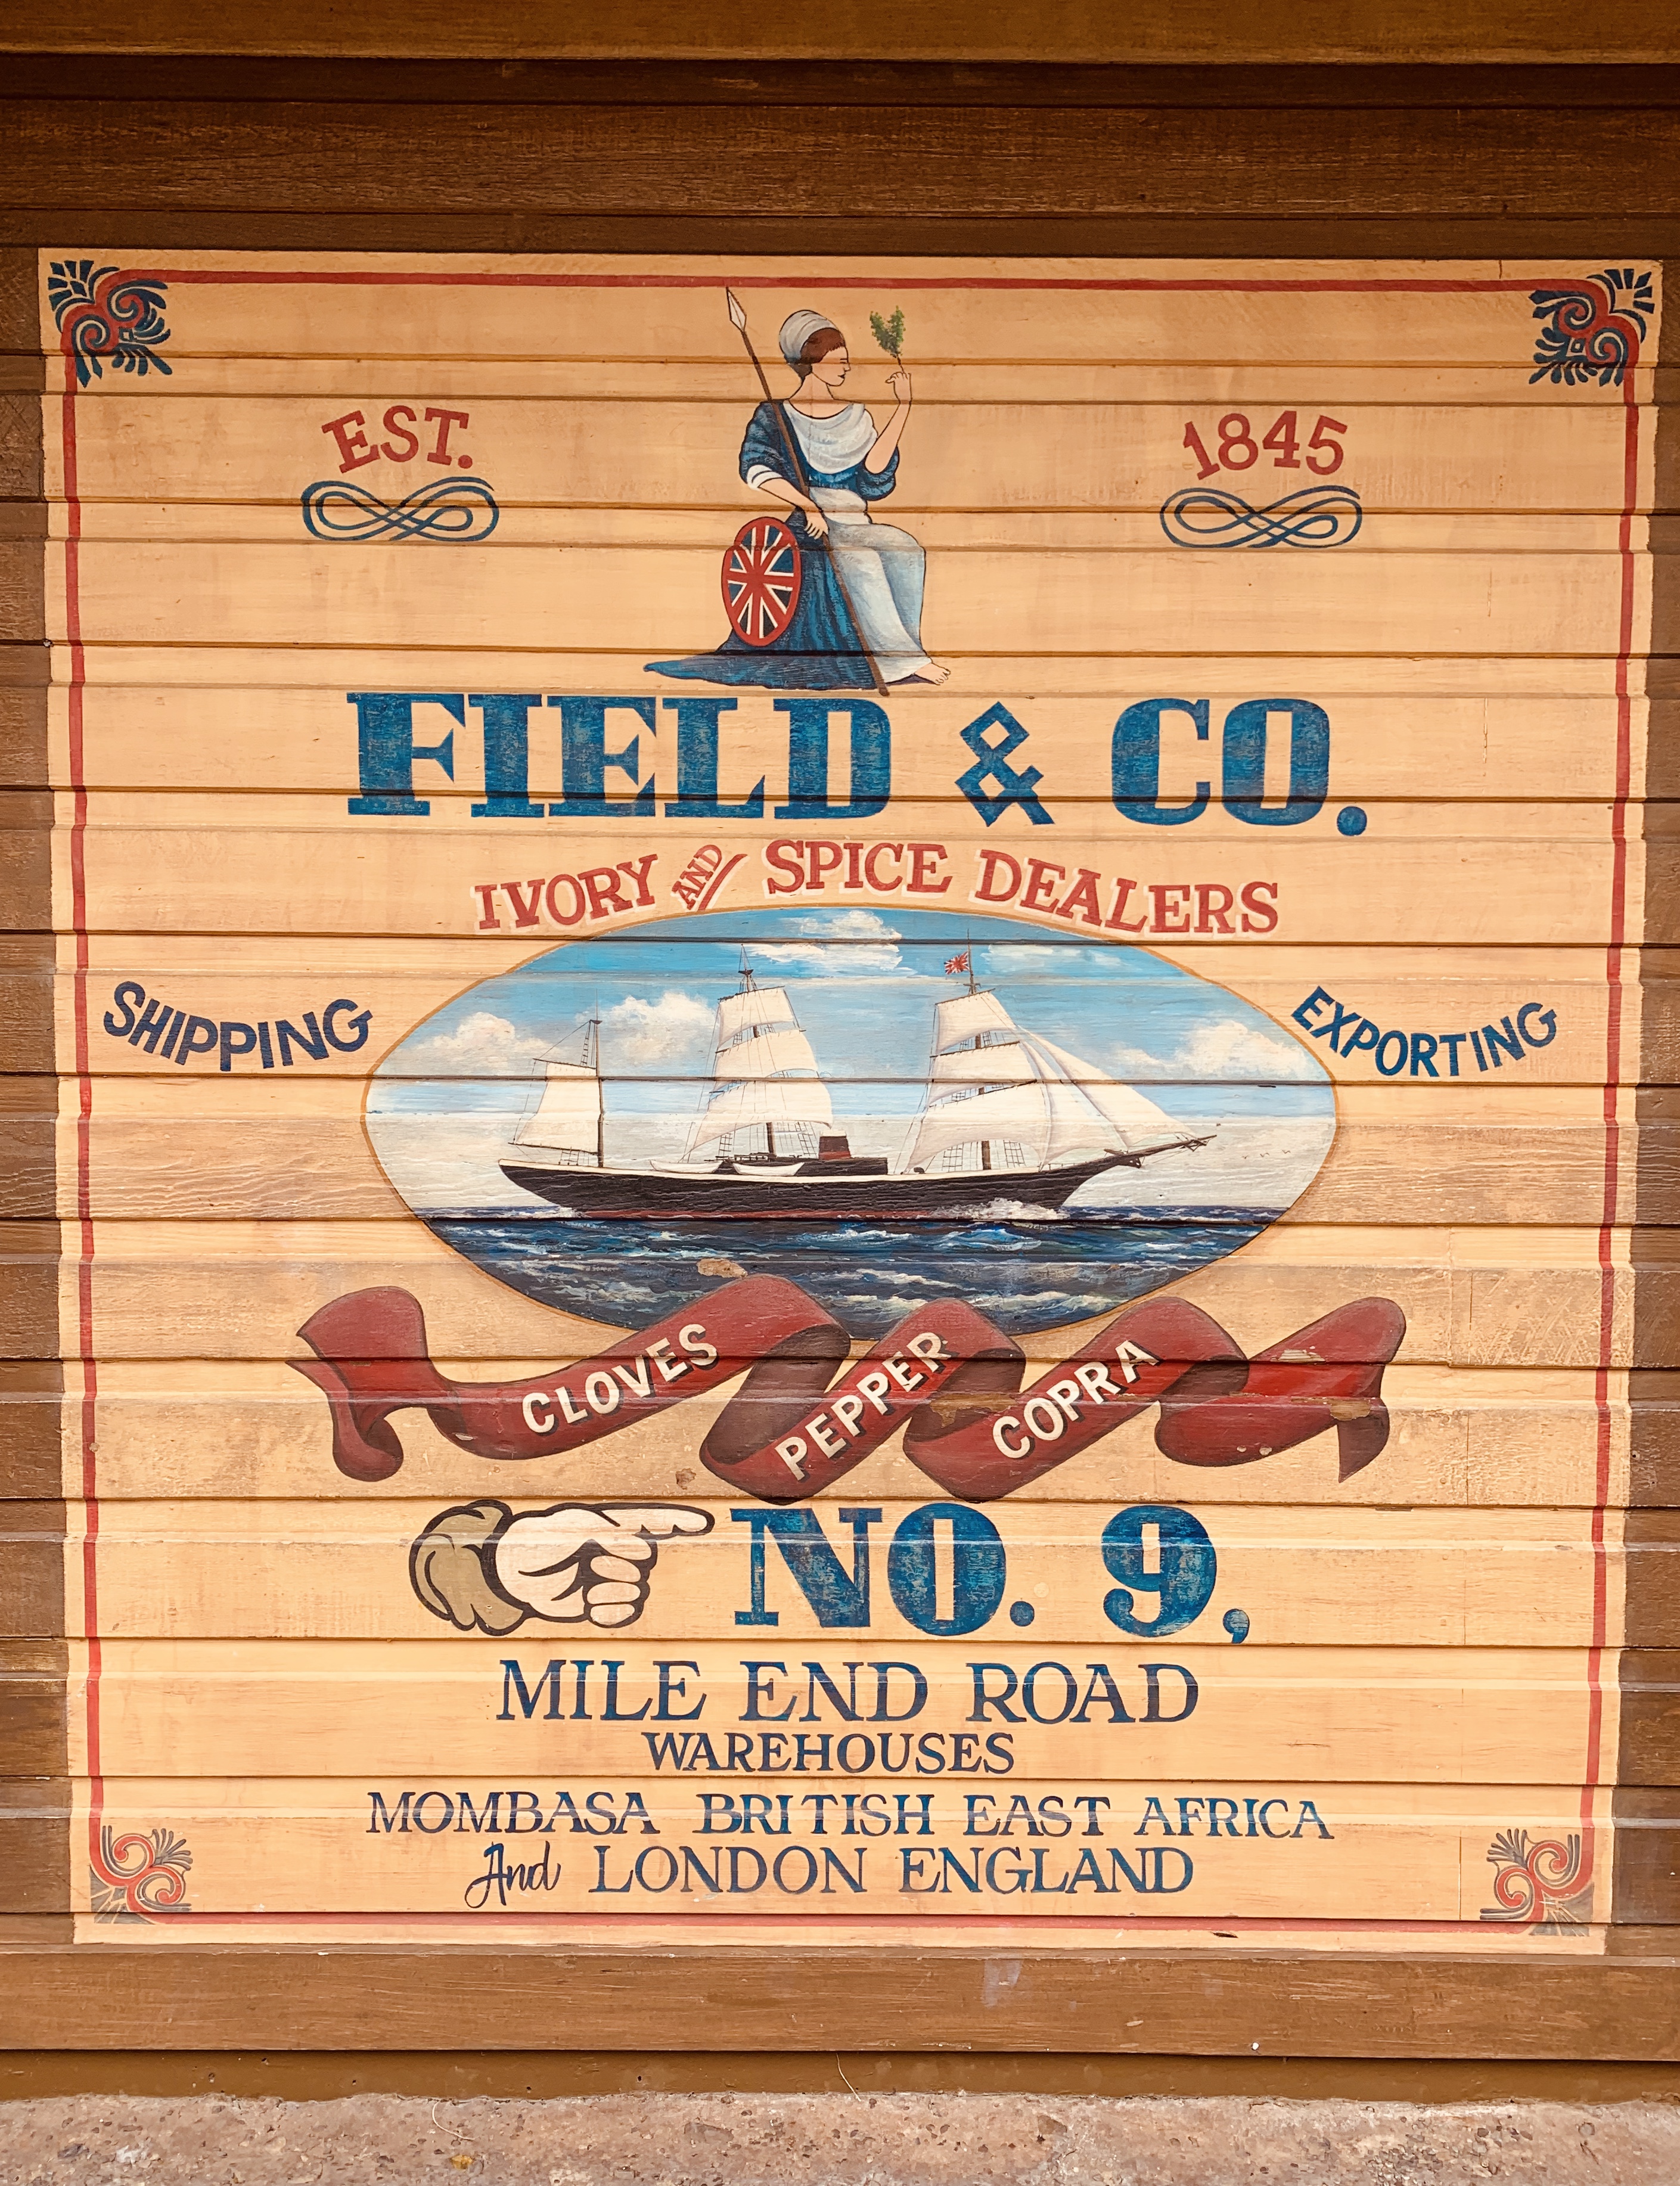 EST. 1845
FIELD & CO.
IVORY AND SPICE DEALERS
SHIPPING
EXPORTING
CLOVES PEPPER COPRA
NO. 9,
MILE END ROAD
WAREHOUSES
MOMBASA BRITISH EAST AFRICA
And LONDON ENGLAND